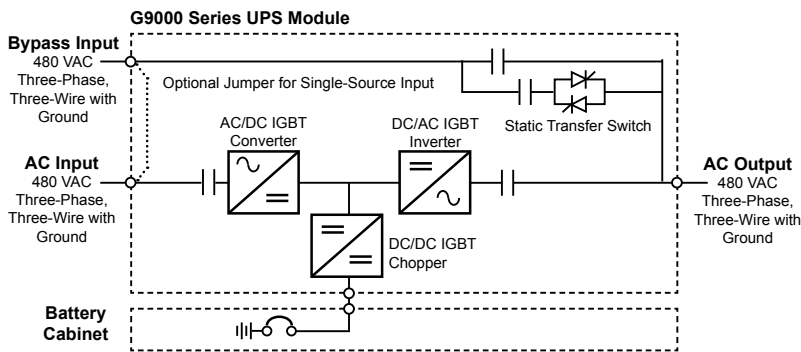 G9000 Series UPS Module
Bypass Input
480 VAC
Three-Phase,
Three-Wire with
Ground
Optional Jumper for Single-Source Input
Static Transfer Switch
AC/DC IGBT
Converter
DC/AC IGBT
Inverter
AC Input
480 VAC
Three-Phase,
Three-Wire with
Ground
AC Output
480 VAC
Three-Phase,
Three-Wire with
Ground
DC/DC IGBT
Chopper
Battery
Cabinet